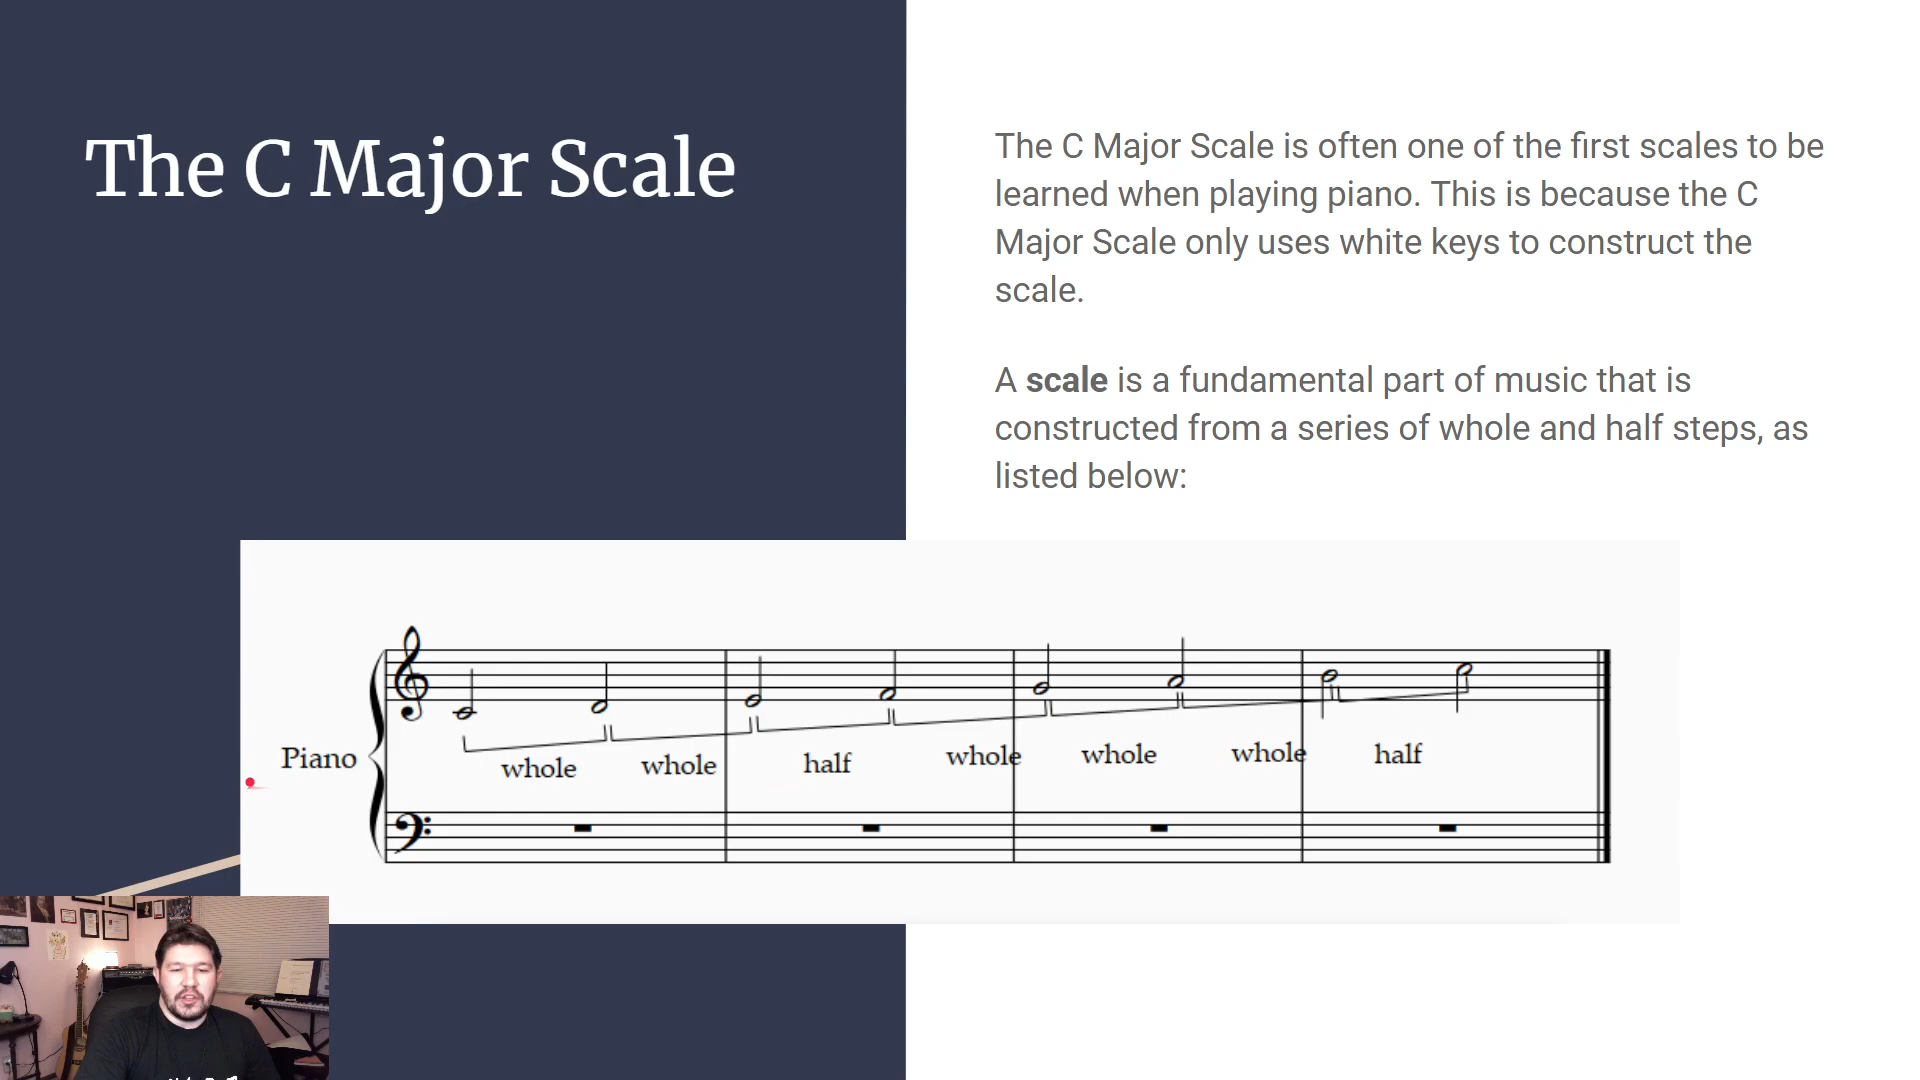 The C Major Scale
The C Major Scale is often one of the first scales to be
learned when playing piano. This is because the C
Major Scale only uses white keys to construct the
scale.
A scale is a fundamental part of music that is
constructed from a series of whole and half steps, as
listed below:
Piano
whole whole half whole whole whole half